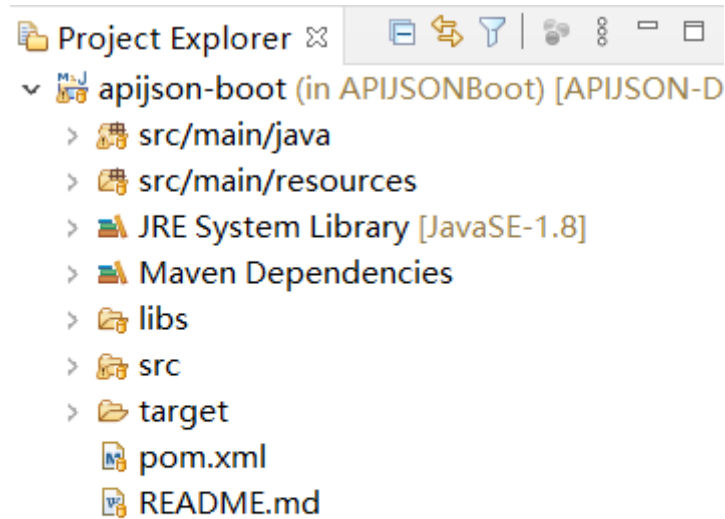 Project Explorer
apijson-boot (in APIJSONBoot) [APIJSON-D
src/main/java
src/main/resources
JRE System Library [JavaSE-1.8]
Maven Dependencies
libs
src
target
pom.xml
README.md